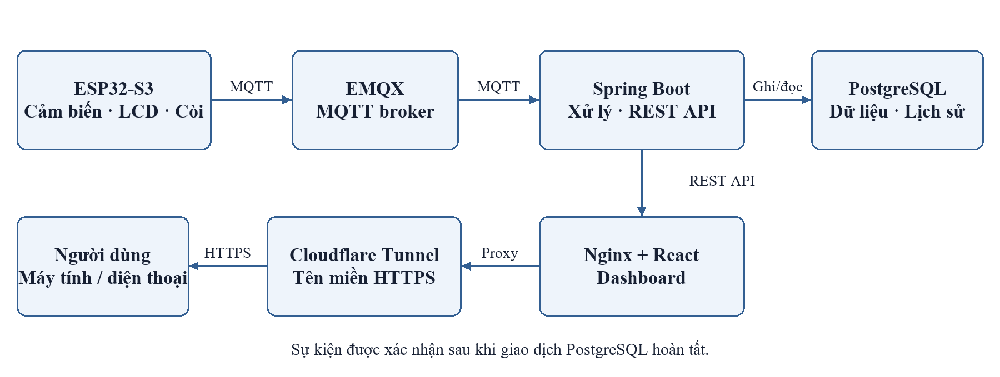 ESP32-S3
Cảm biến · LCD · Còi
MQTT
EMQX
MQTT broker
MQTT
Spring Boot
Xử lý · REST API
Ghi/đọc
PostgreSQL
Dữ liệu · Lịch sử
REST API
Người dùng
Máy tính / điện thoại
HTTPS
Cloudflare Tunnel
Tên miền HTTPS
Proxy
Nginx + React
Dashboard
Sự kiện được xác nhận sau khi giao dịch PostgreSQL hoàn tất.